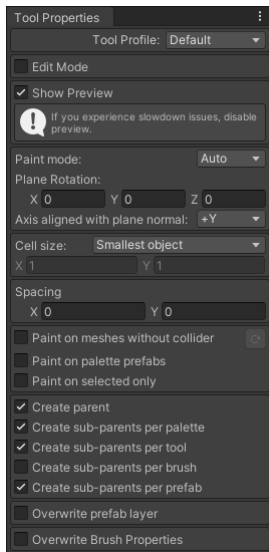 Tool Properties
Tool Profile: Default
Edit Mode
Show Preview
If you experience slowdown issues, disable
preview.
Paint mode: Auto
Plane Rotation:
X 0 Y 0 Z 0
Axis aligned with plane normal: +Y
Cell size: Smallest object
X 1 Y 1
Spacing
X 0 Y 0
Paint on meshes without collider
Paint on palette prefabs
Paint on selected only
Create parent
Create sub-parents per palette
Create sub-parents per tool
Create sub-parents per brush
Create sub-parents per prefab
Overwrite prefab layer
Overwrite Brush Properties